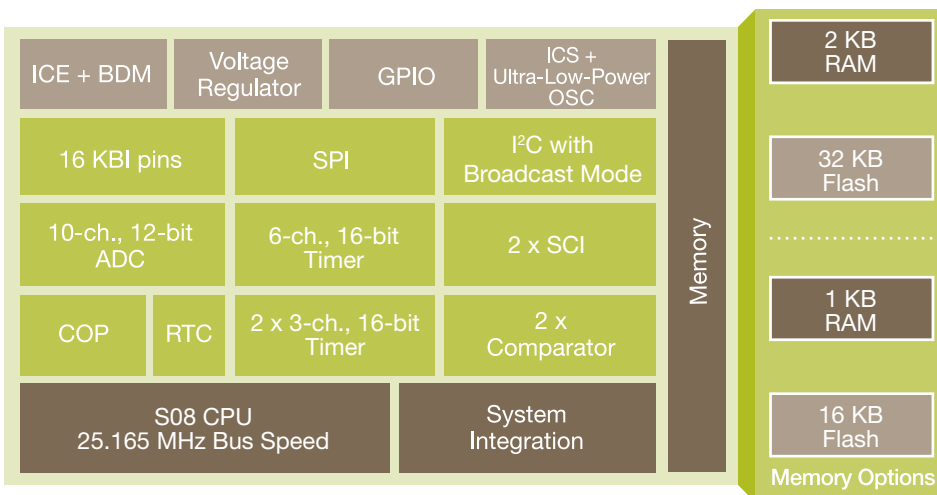 ICE + BDM
Voltage
Regulator
GPIO
ICS +
Ultra-Low-Power
OSC
16 KBI pins
SPI
I²C with
Broadcast Mode
10-ch., 12-bit
ADC
6-ch., 16-bit
Timer
2 x SCI
COP
RTC
2 x 3-ch., 16-bit
Timer
2 x
Comparator
S08 CPU
25.165 MHz Bus Speed
System
Integration
Memory
2 KB
RAM
32 KB
Flash
1 KB
RAM
16 KB
Flash
Memory Options